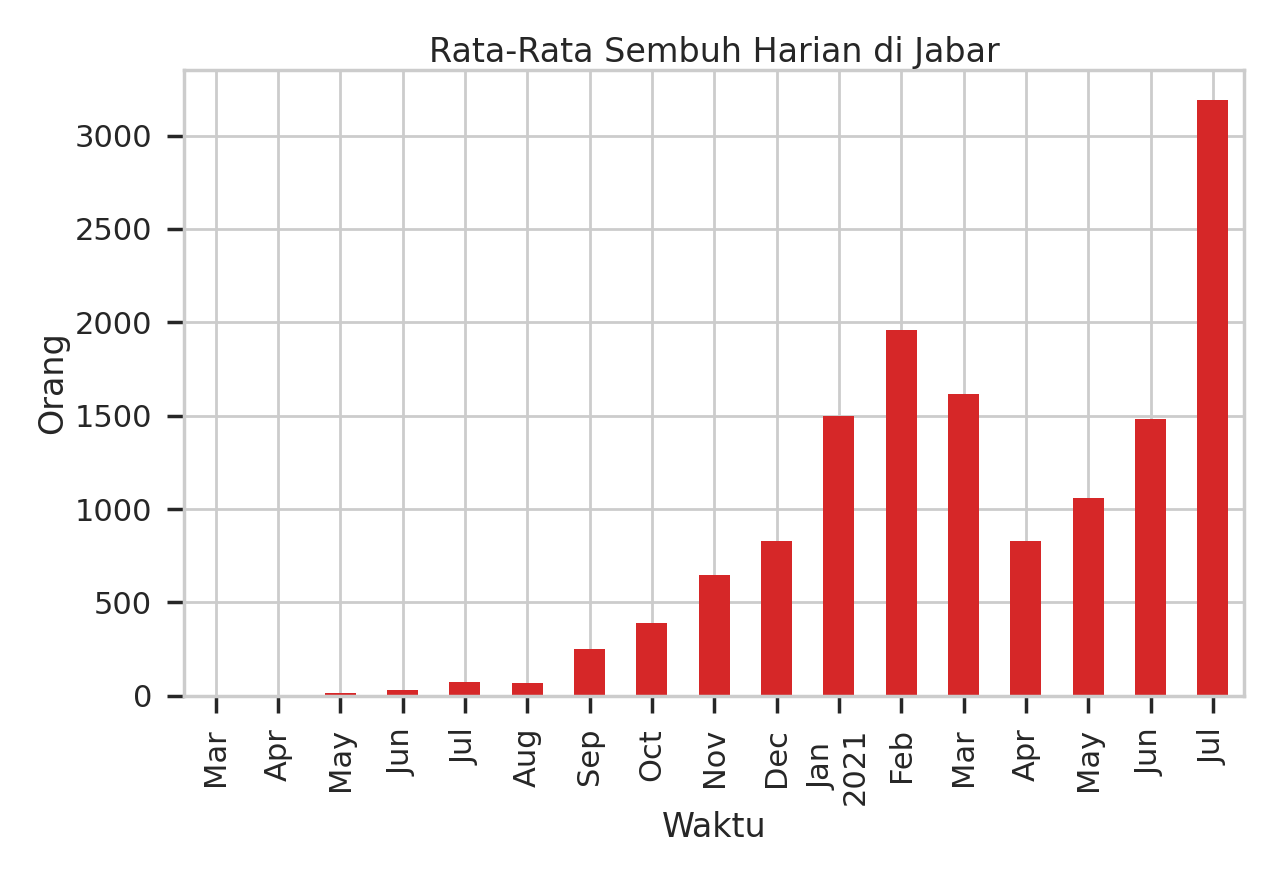 Rata-Rata Sembuh Harian di Jabar
Orang
3000
2500
2000
1500
1000
500
0
Mar
Apr
May
Jun
Jul
Aug
Sep
Oct
Nov
Dec
Jan
2021
Feb
Mar
Apr
May
Jun
Jul
Waktu